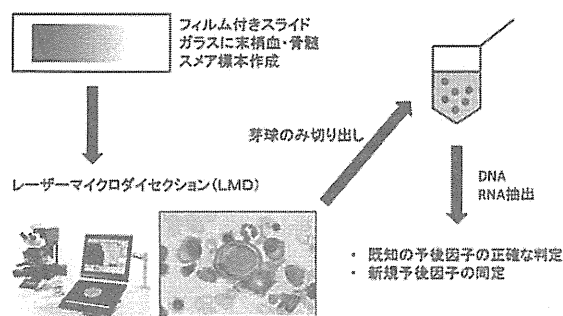 フィルム付きスライド
ガラスに末梢血・骨髄
スメア標本作成
芽球のみ切り出し
レーザーマイクロダイセクション(LMD)
DNA
RNA抽出
・ 既知の予後因子の正確な判定
・ 新規予後因子の同定